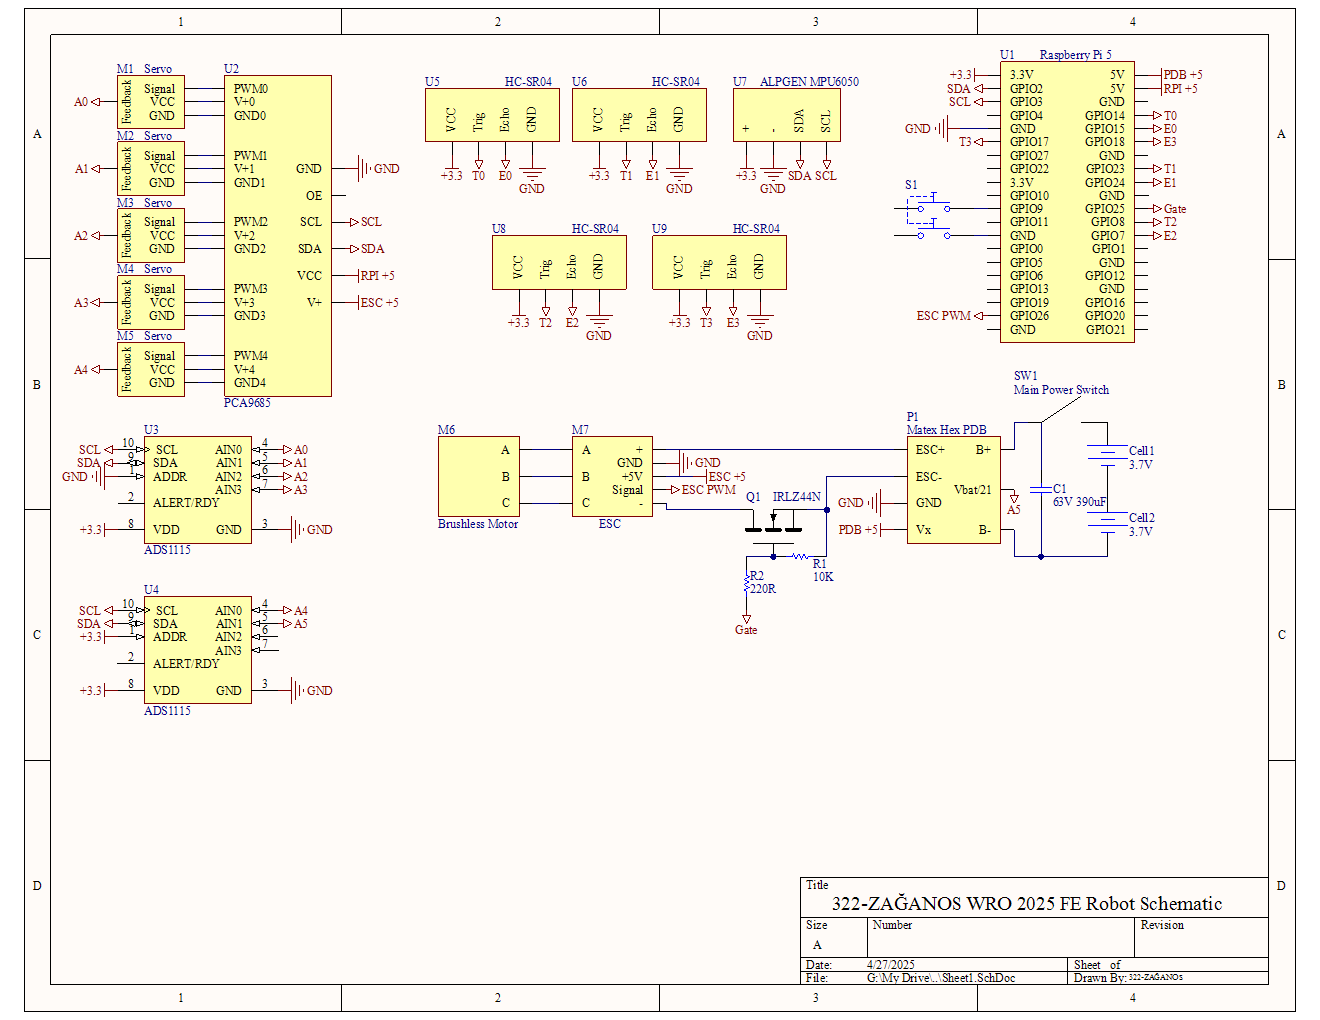 1 2 3 4
A
B
C
D
A
B
C
D
M1 Servo
Feedback
Signal
VCC
GND
A0
M2 Servo
Feedback
Signal
VCC
GND
A1
M3 Servo
Feedback
Signal
VCC
GND
A2
M4 Servo
Feedback
Signal
VCC
GND
A3
M5 Servo
Feedback
Signal
VCC
GND
A4
U2
PWM0
V+0
GND0
PWM1
V+1
GND1
PWM2
V+2
GND2
PWM3
V+3
GND3
PWM4
V+4
GND4
GND GND
OE
SCL SCL
SDA SDA
VCC RPI +5
V+ ESC +5
PCA9685
U5 HC-SR04
VCC Trig Echo GND
+3.3 T0 E0 GND
U6 HC-SR04
VCC Trig Echo GND
+3.3 T1 E1 GND
U7 ALPGEN MPU6050
+ - SDA SCL
+3.3 GND SDA SCL
U8 HC-SR04
VCC Trig Echo GND
+3.3 T2 E2 GND
U9 HC-SR04
VCC Trig Echo GND
+3.3 T3 E3 GND
U1 Raspberry Pi 5
+3.3 3.3V 5V PDB +5
SDA GPIO2 5V RPI +5
SCL GPIO3 GND
GPIO4 GPIO14 T0
GND GND GPIO15 E0
T3 GPIO17 GPIO18 E3
GPIO27 GND
GPIO22 GPIO23 T1
3.3V GPIO24 E1
GPIO10 GND
GPIO9 GPIO25 Gate
GPIO11 GPIO8 T2
GND GPIO7 E2
GPIO0 GPIO1
GPIO5 GND
GPIO6 GPIO12
GPIO13 GND
GPIO19 GPIO16
ESC PWM GPIO26 GPIO20
GND GPIO21
S1
SW1
Main Power Switch
U3
SCL 10 SCL AIN0 4 A0
SDA 9 SDA AIN1 5 A1
GND 1 ADDR AIN2 6 A2
AIN3 7 A3
2 ALERT/RDY
+3.3 8 VDD GND 3 GND
ADS1115
U4
SCL 10 SCL AIN0 4 A4
SDA 9 SDA AIN1 5 A5
+3.3 1 ADDR AIN2 6
AIN3 7
2 ALERT/RDY
+3.3 8 VDD GND 3 GND
ADS1115
M6
A
B
C
Brushless Motor
M7
A +
GND GND
B +5V ESC +5
Signal ESC PWM
C -
ESC
Q1 IRLZ44N
R1
10K
R2
220R
Gate
P1
Matex Hex PDB
ESC+ B+
ESC-
Vbat/21 A5
GND GND
PDB +5 Vx B-
C1
63V 390uF
Cell1
3.7V
Cell2
3.7V
Title
322-ZAĞANOS WRO 2025 FE Robot Schematic
Size Number Revision
A
Date: 4/27/2025 Sheet of
File: G:\My Drive\..\Sheet1.SchDoc Drawn By: 322-ZAĞANOS
1 2 3 4